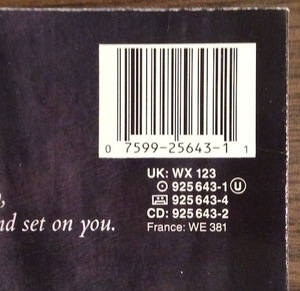 0 7599-25643-1 1
UK: WX 123
925 643-1 U
925 643-4
CD: 925 643-2
France: WE 381
set on you.